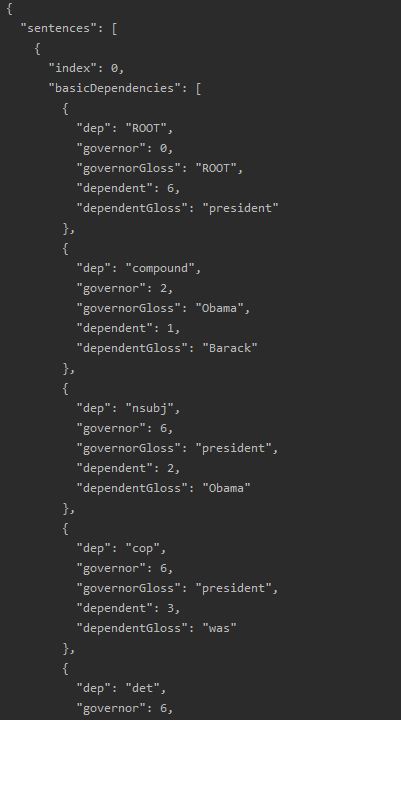 {
"sentences": [
{
"index": 0,
"basicDependencies": [
{
"dep": "ROOT",
"governor": 0,
"governorGloss": "ROOT",
"dependent": 6,
"dependentGloss": "president"
},
{
"dep": "compound",
"governor": 2,
"governorGloss": "Obama",
"dependent": 1,
"dependentGloss": "Barack"
},
{
"dep": "nsubj",
"governor": 6,
"governorGloss": "president",
"dependent": 2,
"dependentGloss": "Obama"
},
{
"dep": "cop",
"governor": 6,
"governorGloss": "president",
"dependent": 3,
"dependentGloss": "was"
},
{
"dep": "det",
"governor": 6,